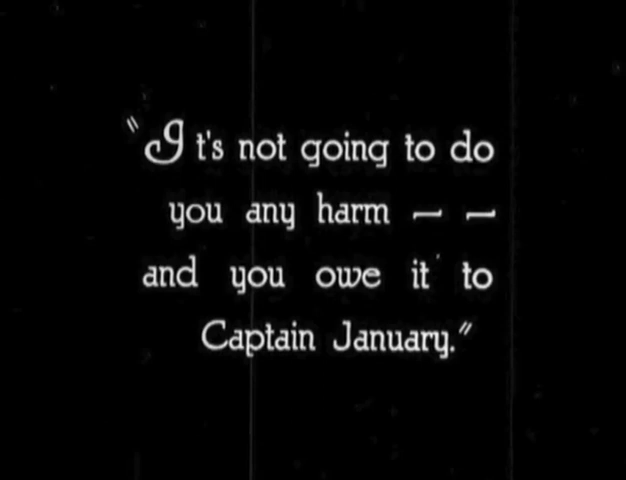 "It's not going to do
you any harm — —
and you owe it to
Captain January."